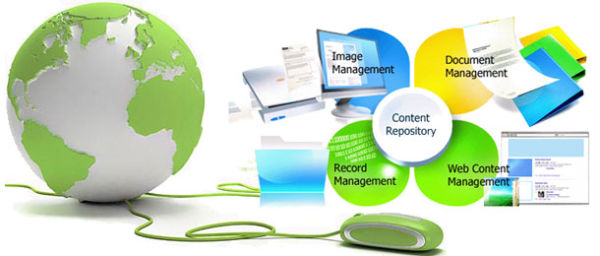 Image
Management
Document
Management
Content
Repository
Record
Management
Web Content
Management